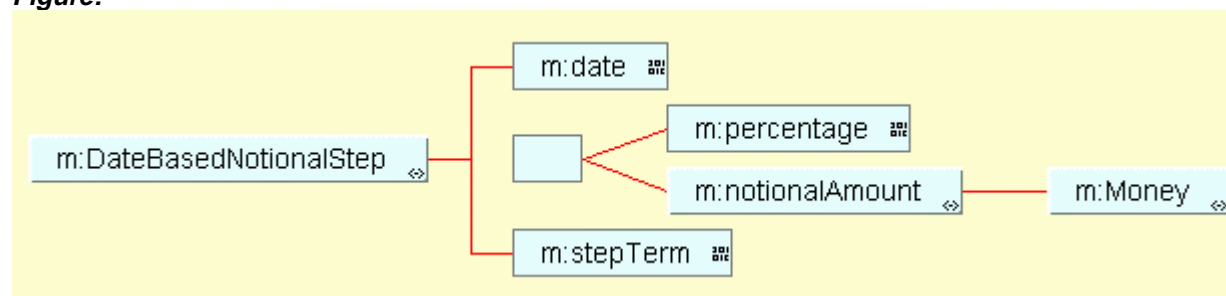 Figure:
m:date
m:percentage
m:DateBasedNotionalStep
m:notionalAmount
m:Money
m:stepTerm